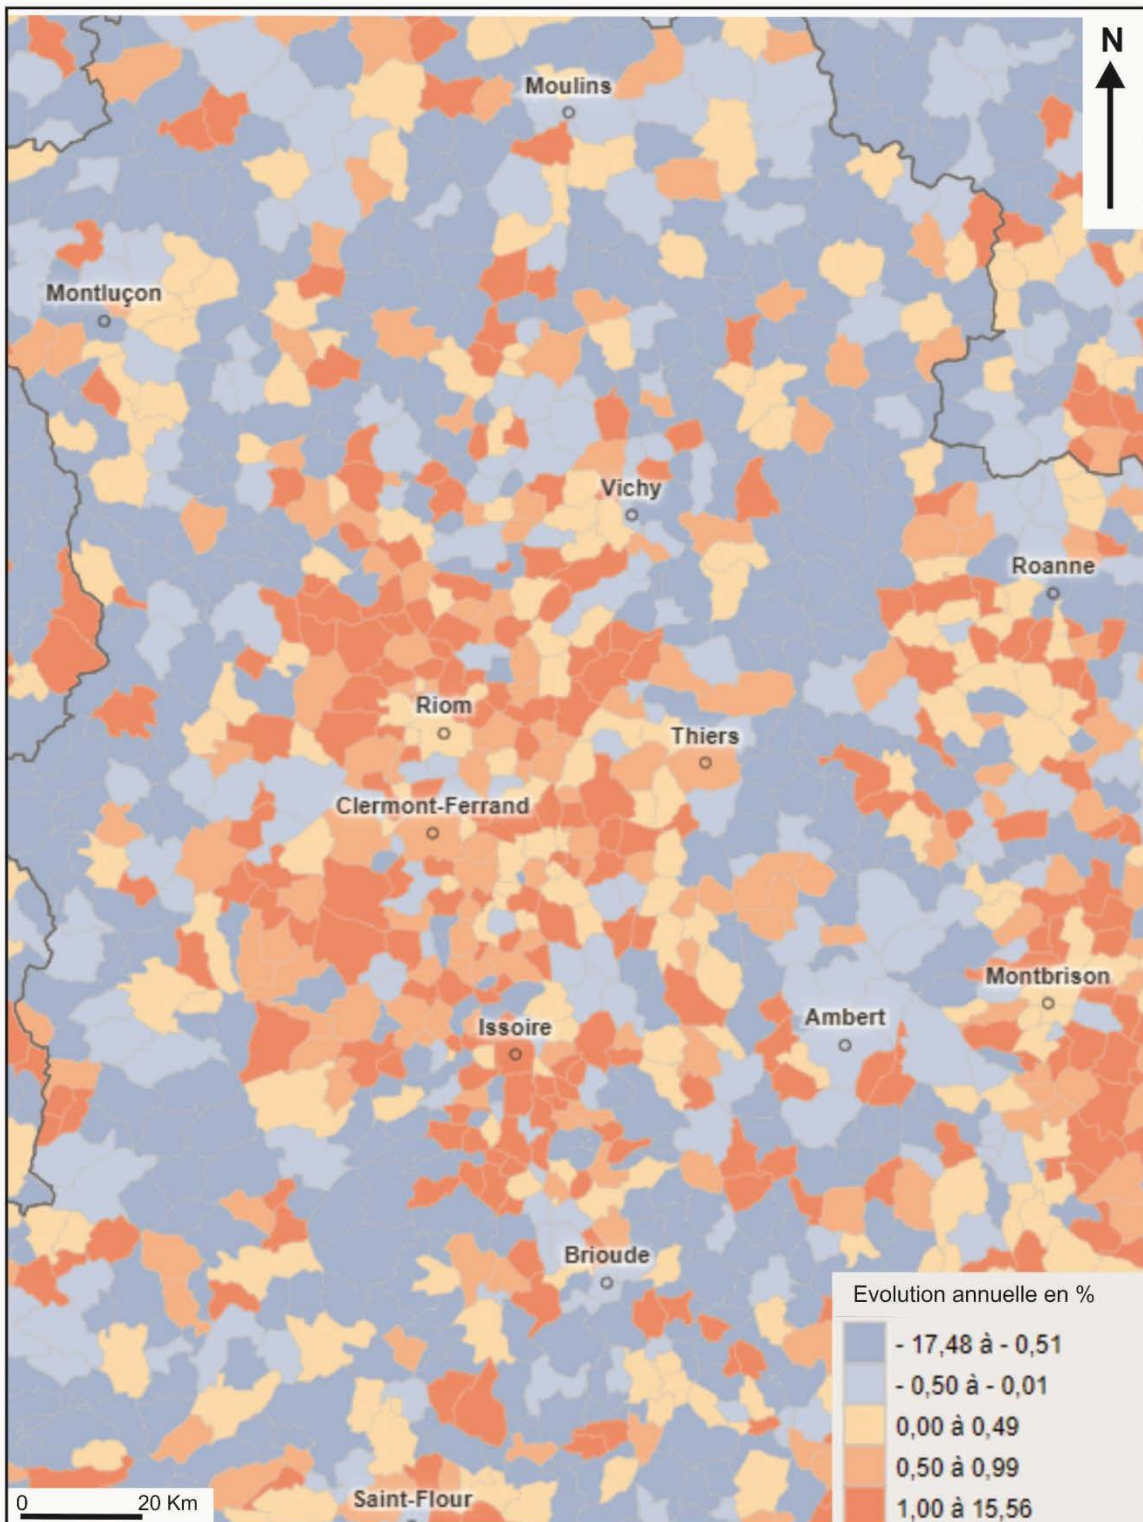 N
Moulins
Montluçon
Vichy
Roanne
Riom
Thiers
Clermont-Ferrand
Montbrison
Ambert
Issoire
Brioude
Evolution annuelle en %
- 17,48 à - 0,51
- 0,50 à - 0,01
0,00 à 0,49
0,50 à 0,99
1,00 à 15,56
0 20 Km
Saint-Flour